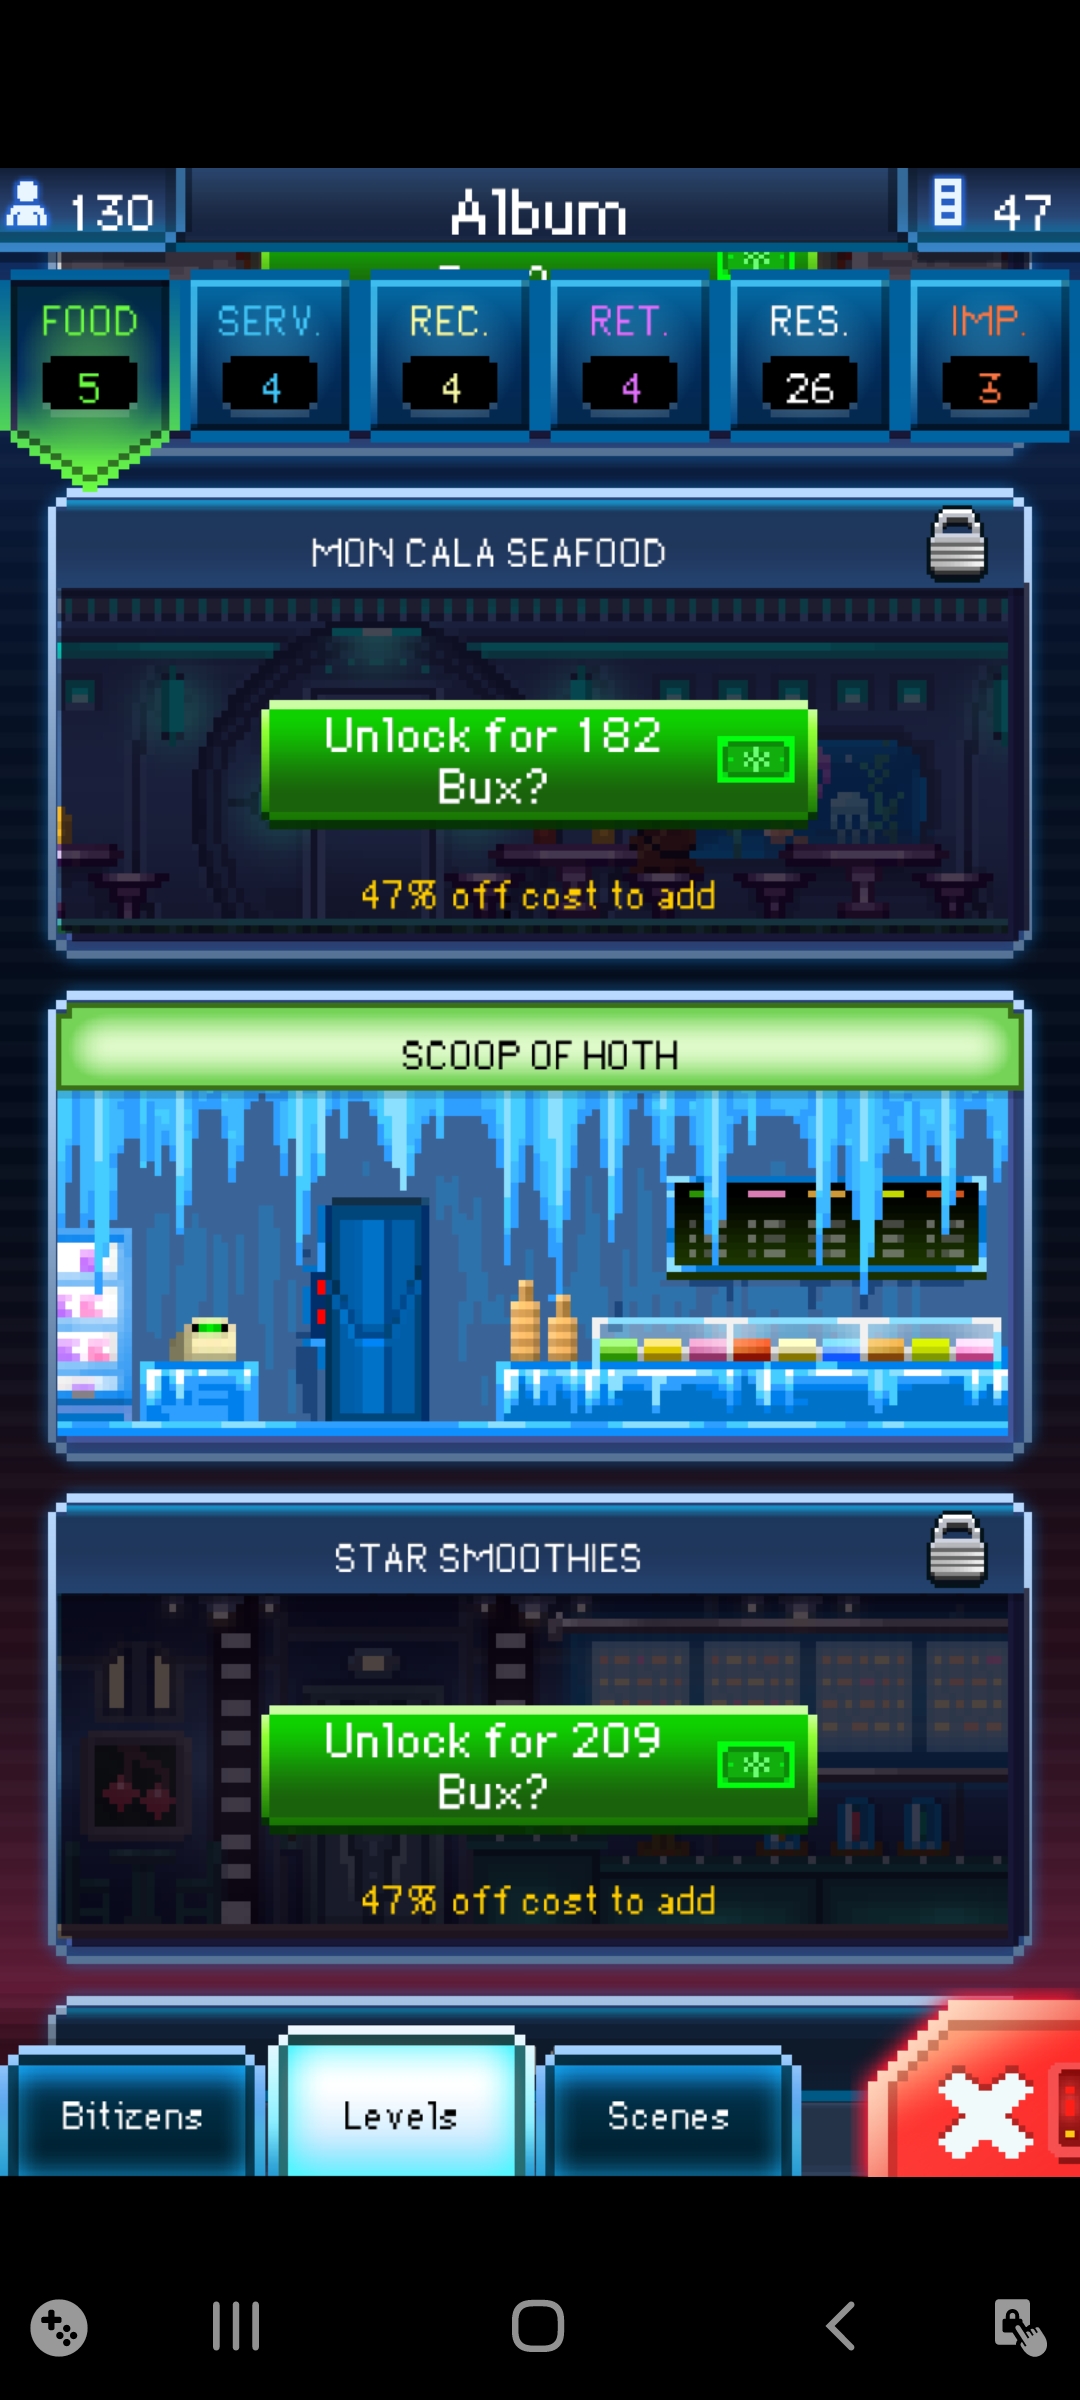 130
Album
47
FOOD
SERV.
REC.
RET.
RES.
IMP.
5
4
4
4
26
3
MON CALA SEAFOOD
Unlock for 182
Bux?
47% off cost to add
SCOOP OF HOTH
STAR SMOOTHIES
Unlock for 209
Bux?
47% off cost to add
Bitizens
Levels
Scenes